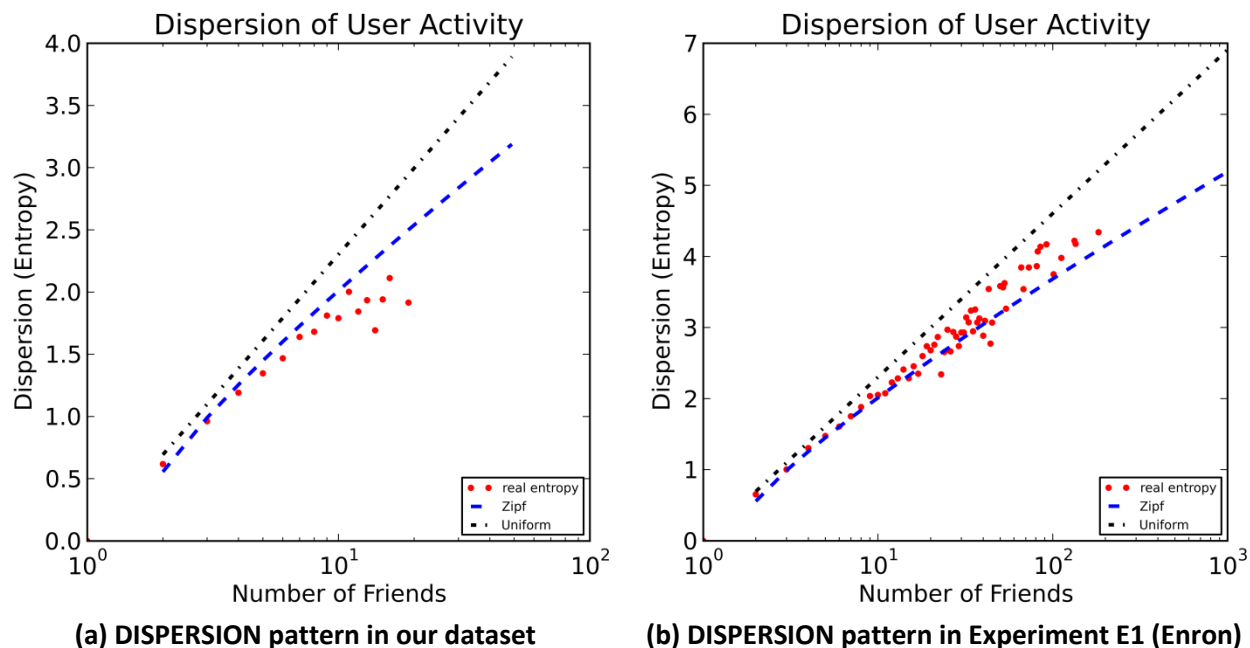 Dispersion of User Activity
4.0
3.5
3.0
2.5
2.0
1.5
1.0
0.5
0.0
Dispersion (Entropy)
real entropy
Zipf
Uniform
10^0
10^1
10^2
Number of Friends
(a) DISPERSION pattern in our dataset
Dispersion of User Activity
7
6
5
4
3
2
1
0
Dispersion (Entropy)
real entropy
Zipf
Uniform
10^0
10^1
10^2
10^3
Number of Friends
(b) DISPERSION pattern in Experiment E1 (Enron)